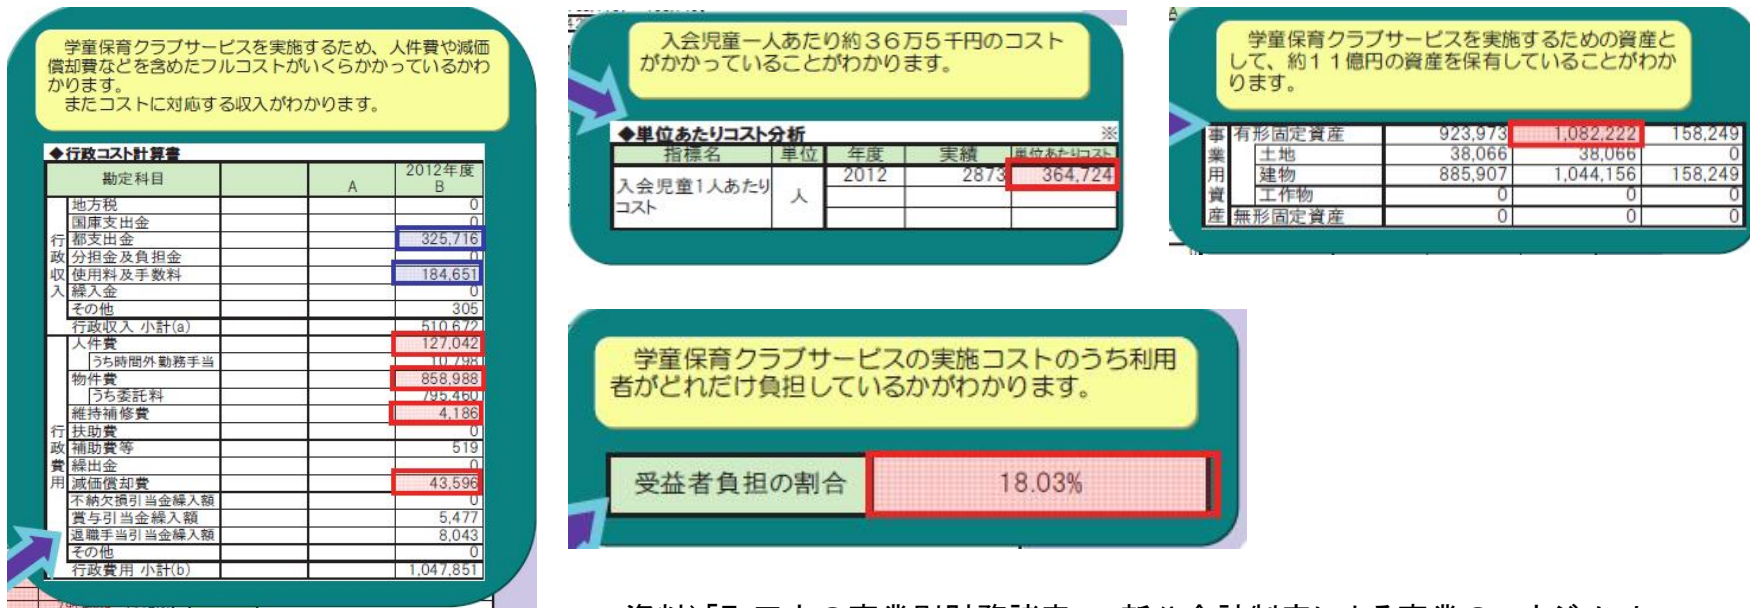 学童保育クラブサービスを実施するため、人件費や減価
償却費などを含めたフルコストがいくらかかっているかわ
かります。
またコストに対応する収入がわかります。
◆行政コスト計算書
勘定科目 A 2012年度 B
行政収入
地方税 0
国庫支出金 0
都支出金 325,716
分担金及負担金 0
使用料及手数料 184,651
繰入金 0
その他 305
行政収入 小計(a) 510,672
行政費用
人件費 127,042
うち時間外勤務手当 10,798
物件費 858,988
うち委託料 795,460
維持補修費 4,186
扶助費 0
補助費等 519
繰出金 0
減価償却費 43,596
不納欠損引当金繰入額 0
賞与引当金繰入額 5,477
退職手当引当金繰入額 8,043
その他 0
行政費用 小計(b) 1,047,851
入会児童一人あたり約36万5千円のコスト
がかかっていることがわかります。
◆単位あたりコスト分析 ※
指標名 単位 年度 実績 単位あたりコスト
入会児童1人あたり
コスト 人 2012 2873 364,724
学童保育クラブサービスを実施するための資産と
して、約11億円の資産を保有していることがわか
ります。
事業用資産
有形固定資産 923,973 1,082,222 158,249
土地 38,066 38,066 0
建物 885,907 1,044,156 158,249
工作物 0 0 0
無形固定資産 0 0 0
学童保育クラブサービスの実施コストのうち利用
者がどれだけ負担しているかがわかります。
受益者負担の割合 18.03%